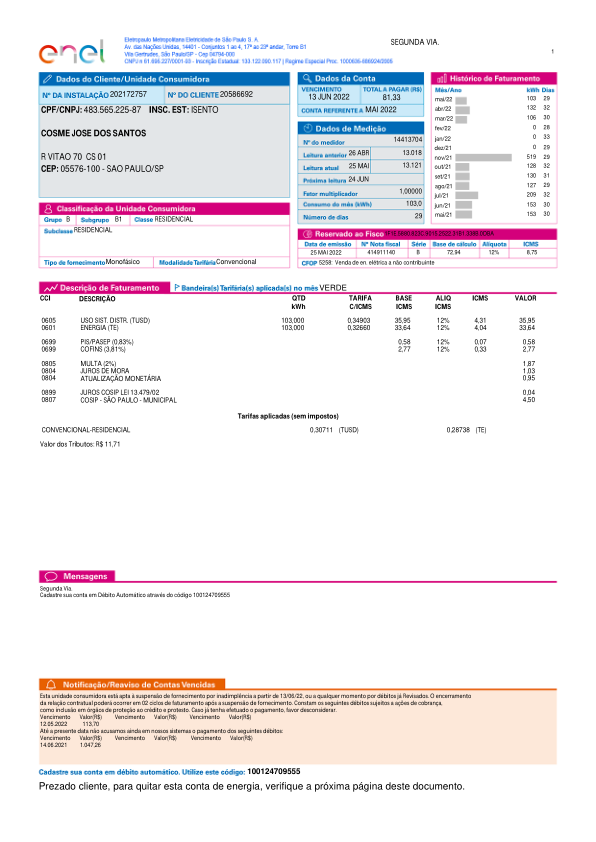 Eletropaulo Metropolitana Eletricidade de São Paulo S. A.
Av. das Nações Unidas, 14401 - Conjuntos 1 ao 4, 17º ao 23º andar, Torre B1
Vila Gertrudes, São Paulo/SP - Cep 04794-000
CNPJ n 61.695.227/0001-93 - Inscrição Estadual: 133.122.090.117 | Regime Especial Proc. 1000636-686924/2006
enel
SEGUNDA VIA.
1
Dados do Cliente/Unidade Consumidora
Nº DA INSTALAÇÃO 202172757 Nº DO CLIENTE 20586692
CPF/CNPJ: 483.565.225-87 INSC. EST: ISENTO
COSME JOSE DOS SANTOS
R VITAO 70 CS 01
CEP: 05576-100 - SAO PAULO/SP
Classificação da Unidade Consumidora
Grupo B Subgrupo B1 Classe RESIDENCIAL
Subclasse RESIDENCIAL
Tipo de fornecimento Monofásico Modalidade Tarifária Convencional
Dados da Conta
VENCIMENTO TOTAL A PAGAR (R$)
13 JUN 2022 81,33
CONTA REFERENTE A MAI 2022
Dados de Medição
Nº do medidor 14413704
Leitura anterior 26 ABR 13.018
Leitura atual 25 MAI 13.121
Próxima leitura 24 JUN
Fator multiplicador 1,00000
Consumo do mês (kWh) 103,0
Número de dias 29
Histórico de Faturamento
Mês/Ano kWh Dias
mai/22 103 29
abr/22 132 32
mar/22 106 30
fev/22 0 28
jan/22 0 33
dez/21 0 29
nov/21 519 29
out/21 128 32
set/21 130 31
ago/21 127 29
jul/21 209 32
jun/21 153 30
mai/21 153 30
Reservado ao Fisco
Data de emissão Nº Nota fiscal Série Base de cálculo Alíquota ICMS
25 MAI 2022 414911140 B 72,94 12% 8,75
CFOP 5258: Venda de en. elétrica a não contribuinte
Descrição de Faturamento Bandeira(s) Tarifária(s) aplicada(s) no mês VERDE
CCI DESCRIÇÃO QTD TARIFA BASE ALIQ ICMS VALOR
kWh C/ICMS ICMS ICMS
0605 USO SIST. DISTR. (TUSD) 103,000 0,34903 35,95 12% 4,31 35,95
0601 ENERGIA (TE) 103,000 0,32660 33,64 12% 4,04 33,64
0699 PIS/PASEP (0,83%) 0,58 12% 0,07 0,58
0699 COFINS (3,81%) 2,77 12% 0,33 2,77
0805 MULTA (2%) 1,87
0804 JUROS DE MORA 1,03
0804 ATUALIZAÇÃO MONETÁRIA 0,95
0899 JUROS COSIP LEI 13.479/02 0,04
0807 COSIP - SÃO PAULO - MUNICIPAL 4,50
Tarifas aplicadas (sem impostos)
CONVENCIONAL-RESIDENCIAL 0,30711 (TUSD) 0,28738 (TE)
Valor dos Tributos: R$ 11,71
Mensagens
Segunda Via.
Cadastre sua conta em Débito Automático através do código 100124709555
Notificação/Reaviso de Contas Vencidas
Esta unidade consumidora está apta à suspensão de fornecimento por inadimplência a partir de 13/06/22, ou a qualquer momento por débitos já Revisados. O encerramento
da relação contratual poderá ocorrer em 02 ciclos de faturamento após a suspensão de fornecimento. Constam os seguintes débitos sujeitos a ações de cobrança,
como inclusão em órgãos de proteção ao crédito e protesto. Caso já tenha efetuado o pagamento, favor desconsiderar.
Vencimento Valor(R$) Vencimento Valor(R$) Vencimento Valor(R$)
12.05.2022 113,70
Até a presente data não acusamos ainda em nossos sistemas o pagamento dos seguintes débitos:
Vencimento Valor(R$) Vencimento Valor(R$) Vencimento Valor(R$)
14.06.2021 1.047,26
Cadastre sua conta em débito automático. Utilize este código: 100124709555
Prezado cliente, para quitar esta conta de energia, verifique a próxima página deste documento.